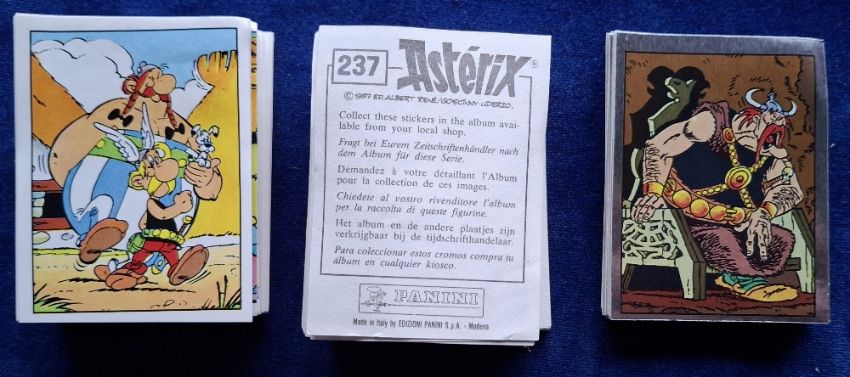 237 Astérix ®
© 1987 ED. ALBERT RENÉ/GOSCINNY-UDERZO.
Collect these stickers in the album avai-
lable from your local shop.
Fragt bei Eurem Zeitschriftenhändler nach
dem Album für diese Serie.
Demandez à votre détaillant l'Album
pour la collection de ces images.
Chiedete al vostro rivenditore l'album
per la raccolta di queste figurine.
Het album en de andere plaatjes zijn
verkrijgbaar bij de tijdschrifthandelaar.
Para coleccionar estos cromos compra tu
álbum en cualquier kiosco.
PANINI
Made in Italy by EDIZIONI PANINI S.p.A. - Modena